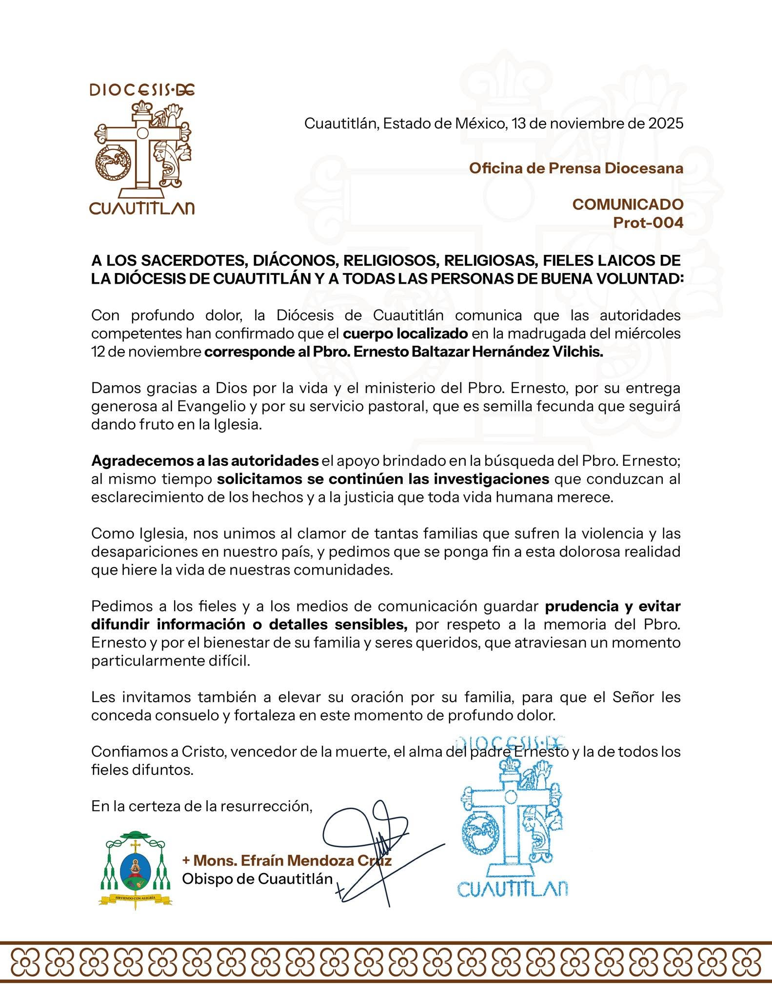 DIOCESIS·DE
CUAUTITLAN
Cuautitlán, Estado de México, 13 de noviembre de 2025
Oficina de Prensa Diocesana
COMUNICADO
Prot-004
A LOS SACERDOTES, DIÁCONOS, RELIGIOSOS, RELIGIOSAS, FIELES LAICOS DE
LA DIÓCESIS DE CUAUTITLÁN Y A TODAS LAS PERSONAS DE BUENA VOLUNTAD:
Con profundo dolor, la Diócesis de Cuautitlán comunica que las autoridades
competentes han confirmado que el cuerpo localizado en la madrugada del miércoles
12 de noviembre corresponde al Pbro. Ernesto Baltazar Hernández Vilchis.
Damos gracias a Dios por la vida y el ministerio del Pbro. Ernesto, por su entrega
generosa al Evangelio y por su servicio pastoral, que es semilla fecunda que seguirá
dando fruto en la Iglesia.
Agradecemos a las autoridades el apoyo brindado en la búsqueda del Pbro. Ernesto;
al mismo tiempo solicitamos se continúen las investigaciones que conduzcan al
esclarecimiento de los hechos y a la justicia que toda vida humana merece.
Como Iglesia, nos unimos al clamor de tantas familias que sufren la violencia y las
desapariciones en nuestro país, y pedimos que se ponga fin a esta dolorosa realidad
que hiere la vida de nuestras comunidades.
Pedimos a los fieles y a los medios de comunicación guardar prudencia y evitar
difundir información o detalles sensibles, por respeto a la memoria del Pbro.
Ernesto y por el bienestar de su familia y seres queridos, que atraviesan un momento
particularmente difícil.
Les invitamos también a elevar su oración por su familia, para que el Señor les
conceda consuelo y fortaleza en este momento de profundo dolor.
Confiamos a Cristo, vencedor de la muerte, el alma del padre Ernesto y la de todos los
fieles difuntos.
En la certeza de la resurrección,
+ Mons. Efraín Mendoza Cruz
Obispo de Cuautitlán
SIRVIENDO CON ALEGRÍA
DIOCESIS·DE
CUAUTITLAN